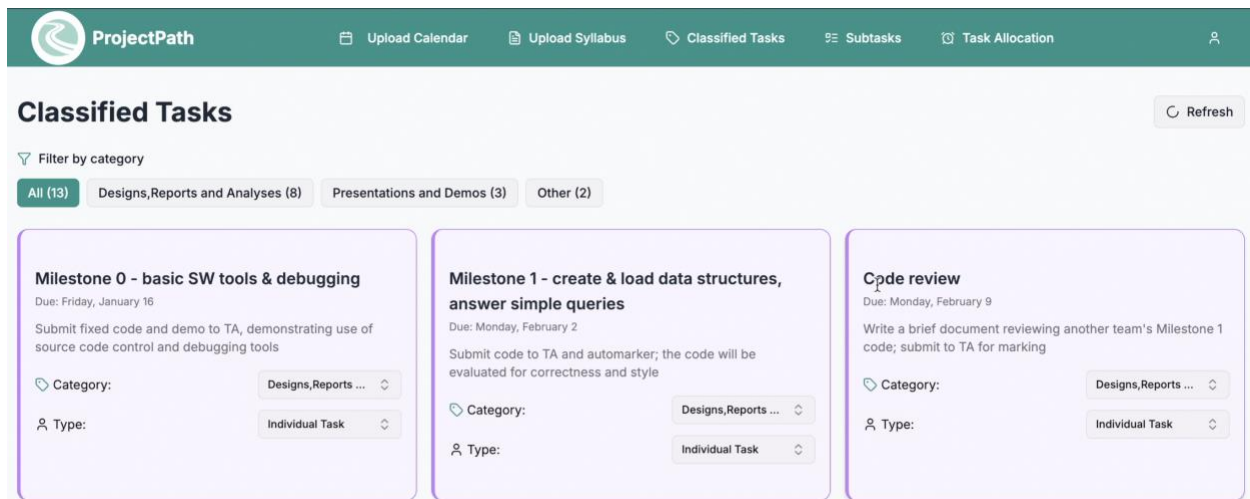 ProjectPath
Upload Calendar
Upload Syllabus
Classified Tasks
Subtasks
Task Allocation
Classified Tasks
Refresh
Filter by category
All (13)
Designs,Reports and Analyses (8)
Presentations and Demos (3)
Other (2)
Milestone 0 - basic SW tools & debugging
Due: Friday, January 16
Submit fixed code and demo to TA, demonstrating use of
source code control and debugging tools
Category:
Designs,Reports ...
Type:
Individual Task
Milestone 1 - create & load data structures,
answer simple queries
Due: Monday, February 2
Submit code to TA and automarker; the code will be
evaluated for correctness and style
Category:
Designs,Reports ...
Type:
Individual Task
Code review
Due: Monday, February 9
Write a brief document reviewing another team's Milestone 1
code; submit to TA for marking
Category:
Designs,Reports ...
Type:
Individual Task